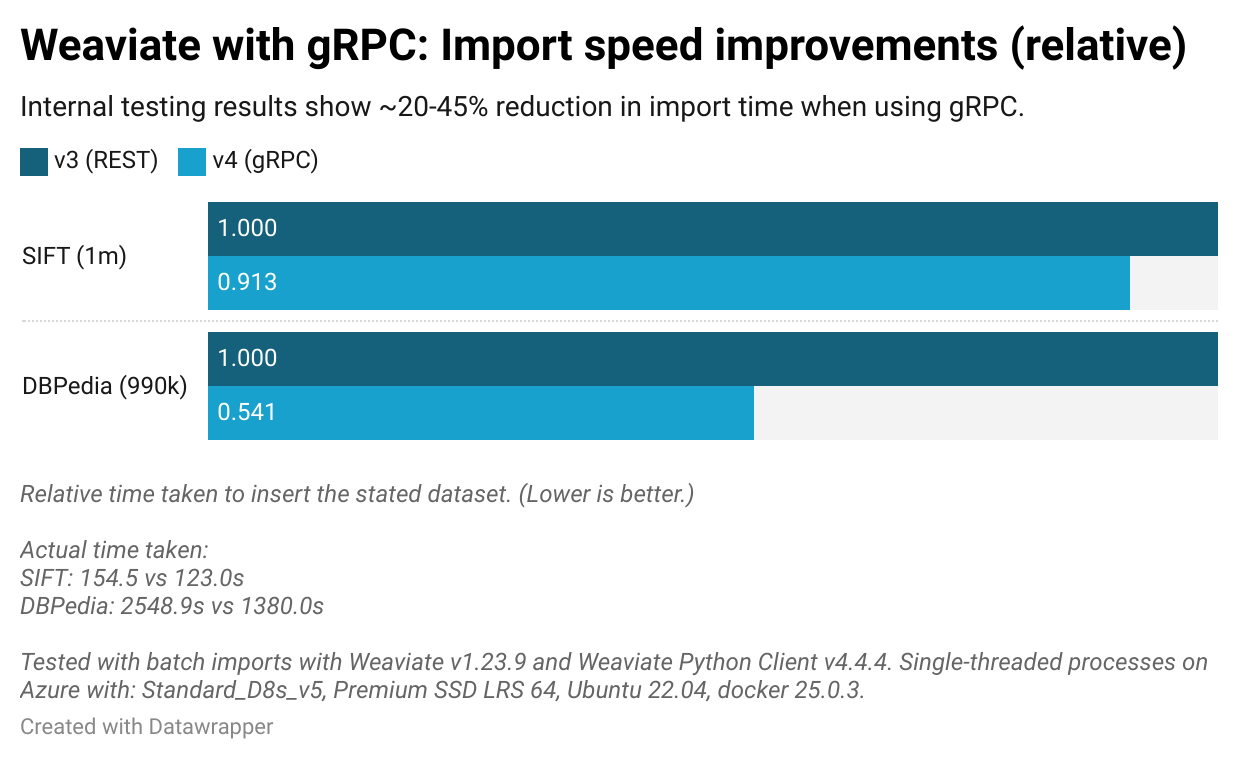 Weaviate with gRPC: Import speed improvements (relative)
Internal testing results show ~20-45% reduction in import time when using gRPC.
v3 (REST) v4 (gRPC)
1.000
SIFT (1m)
0.913
1.000
DBPedia (990k)
0.541
Relative time taken to insert the stated dataset. (Lower is better.)
Actual time taken:
SIFT: 154.5 vs 123.0s
DBPedia: 2548.9s vs 1380.0s
Tested with batch imports with Weaviate v1.23.9 and Weaviate Python Client v4.4.4. Single-threaded processes on
Azure with: Standard_D8s_v5, Premium SSD LRS 64, Ubuntu 22.04, docker 25.0.3.
Created with Datawrapper